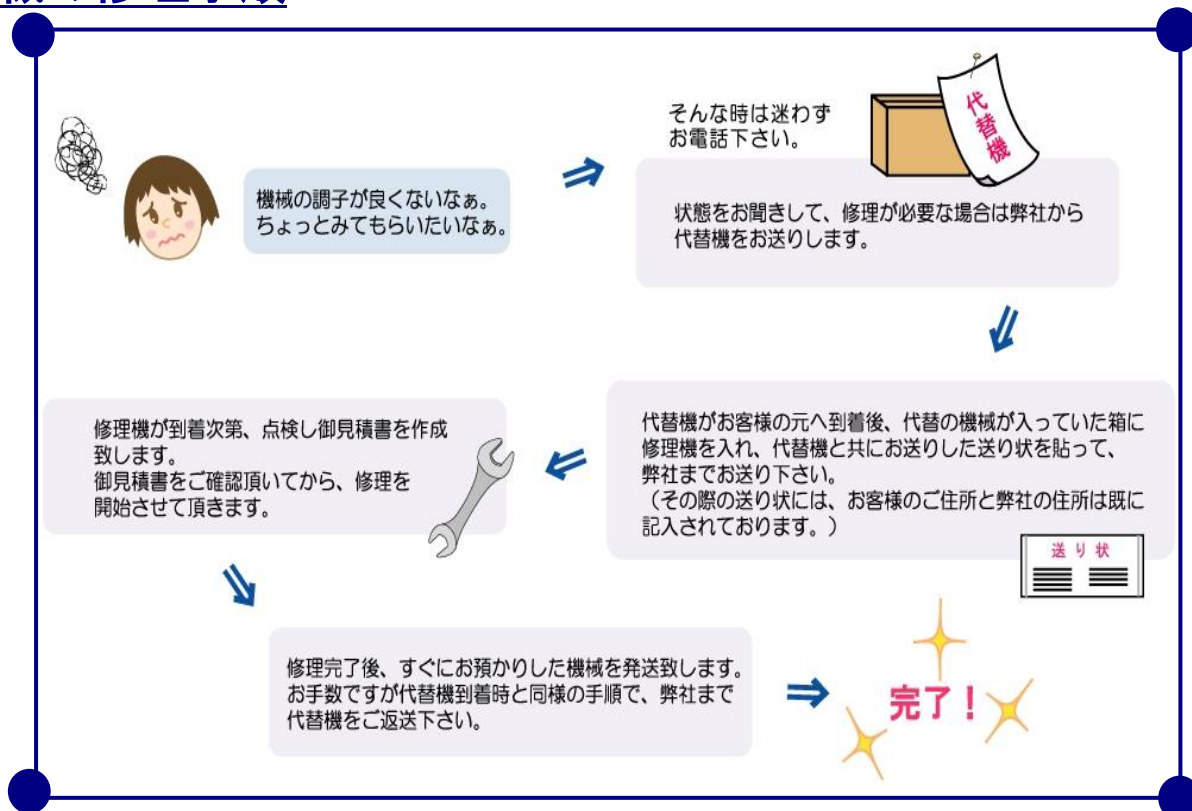 機械の調子が良くないなぁ。
ちょっとみてもらいたいなぁ。
そんな時は迷わず
お電話下さい。
代替機
状態をお聞きして、修理が必要な場合は弊社から
代替機をお送りします。
代替機がお客様の元へ到着後、代替の機械が入っていた箱に
修理機を入れ、代替機と共にお送りした送り状を貼って、
弊社までお送り下さい。
(その際の送り状には、お客様のご住所と弊社の住所は既に
記入されております。)
送り状
修理機が到着次第、点検し御見積書を作成
致します。
御見積書をご確認頂いてから、修理を
開始させて頂きます。
修理完了後、すぐにお預かりした機械を発送致します。
お手数ですが代替機到着時と同様の手順で、弊社まで
代替機をご返送下さい。
完了!